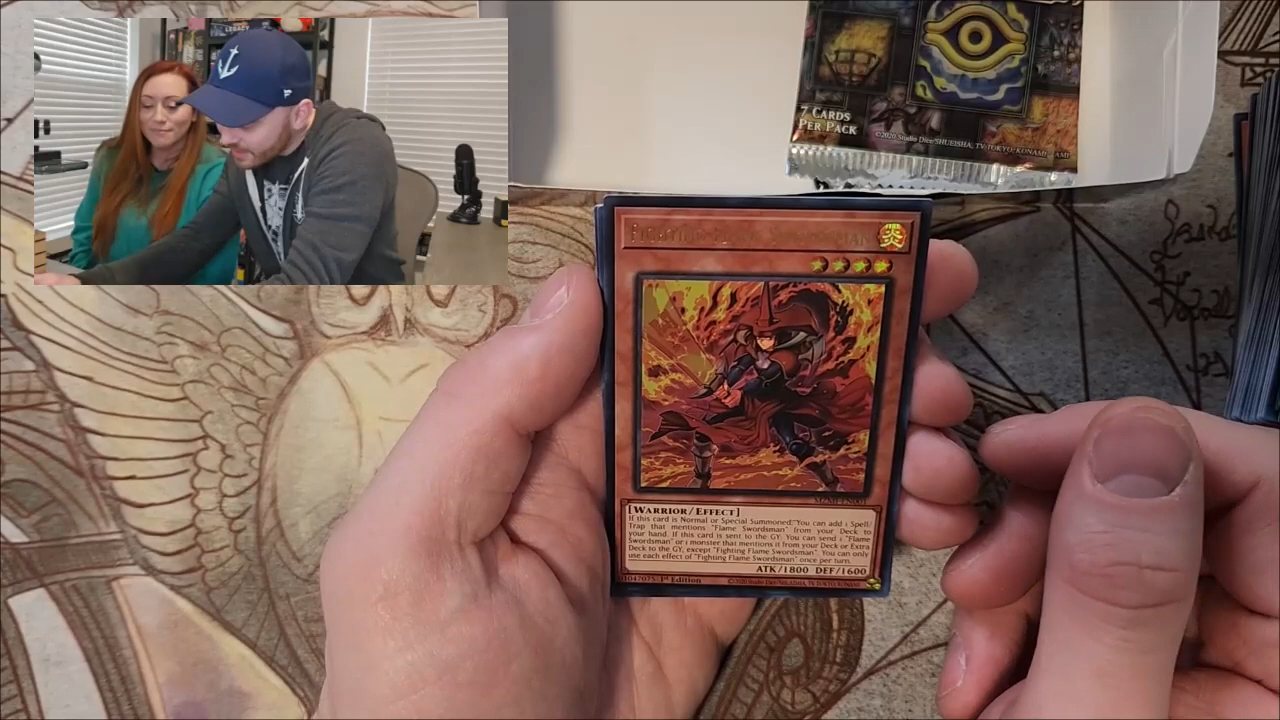 LEGACY
7 CARDS
PER PACK
©2020 Studio Dice/SHUEISHA, TV TOKYO, KONAMI
FIGHTING FLAME SWORDSMAN
炎
MZMI-EN001
[WARRIOR/EFFECT]
If this card is Normal or Special Summoned: You can add 1 Spell/
Trap that mentions "Flame Swordsman" from your Deck to
your hand. If this card is sent to the GY: You can send 1 "Flame
Swordsman" or 1 monster that mentions it from your Deck or Extra
Deck to the GY, except "Fighting Flame Swordsman". You can only
use each effect of "Fighting Flame Swordsman" once per turn.
ATK/1800 DEF/1600
1047075 1st Edition ©2020 Studio Dice/SHUEISHA, TV TOKYO, KONAMI